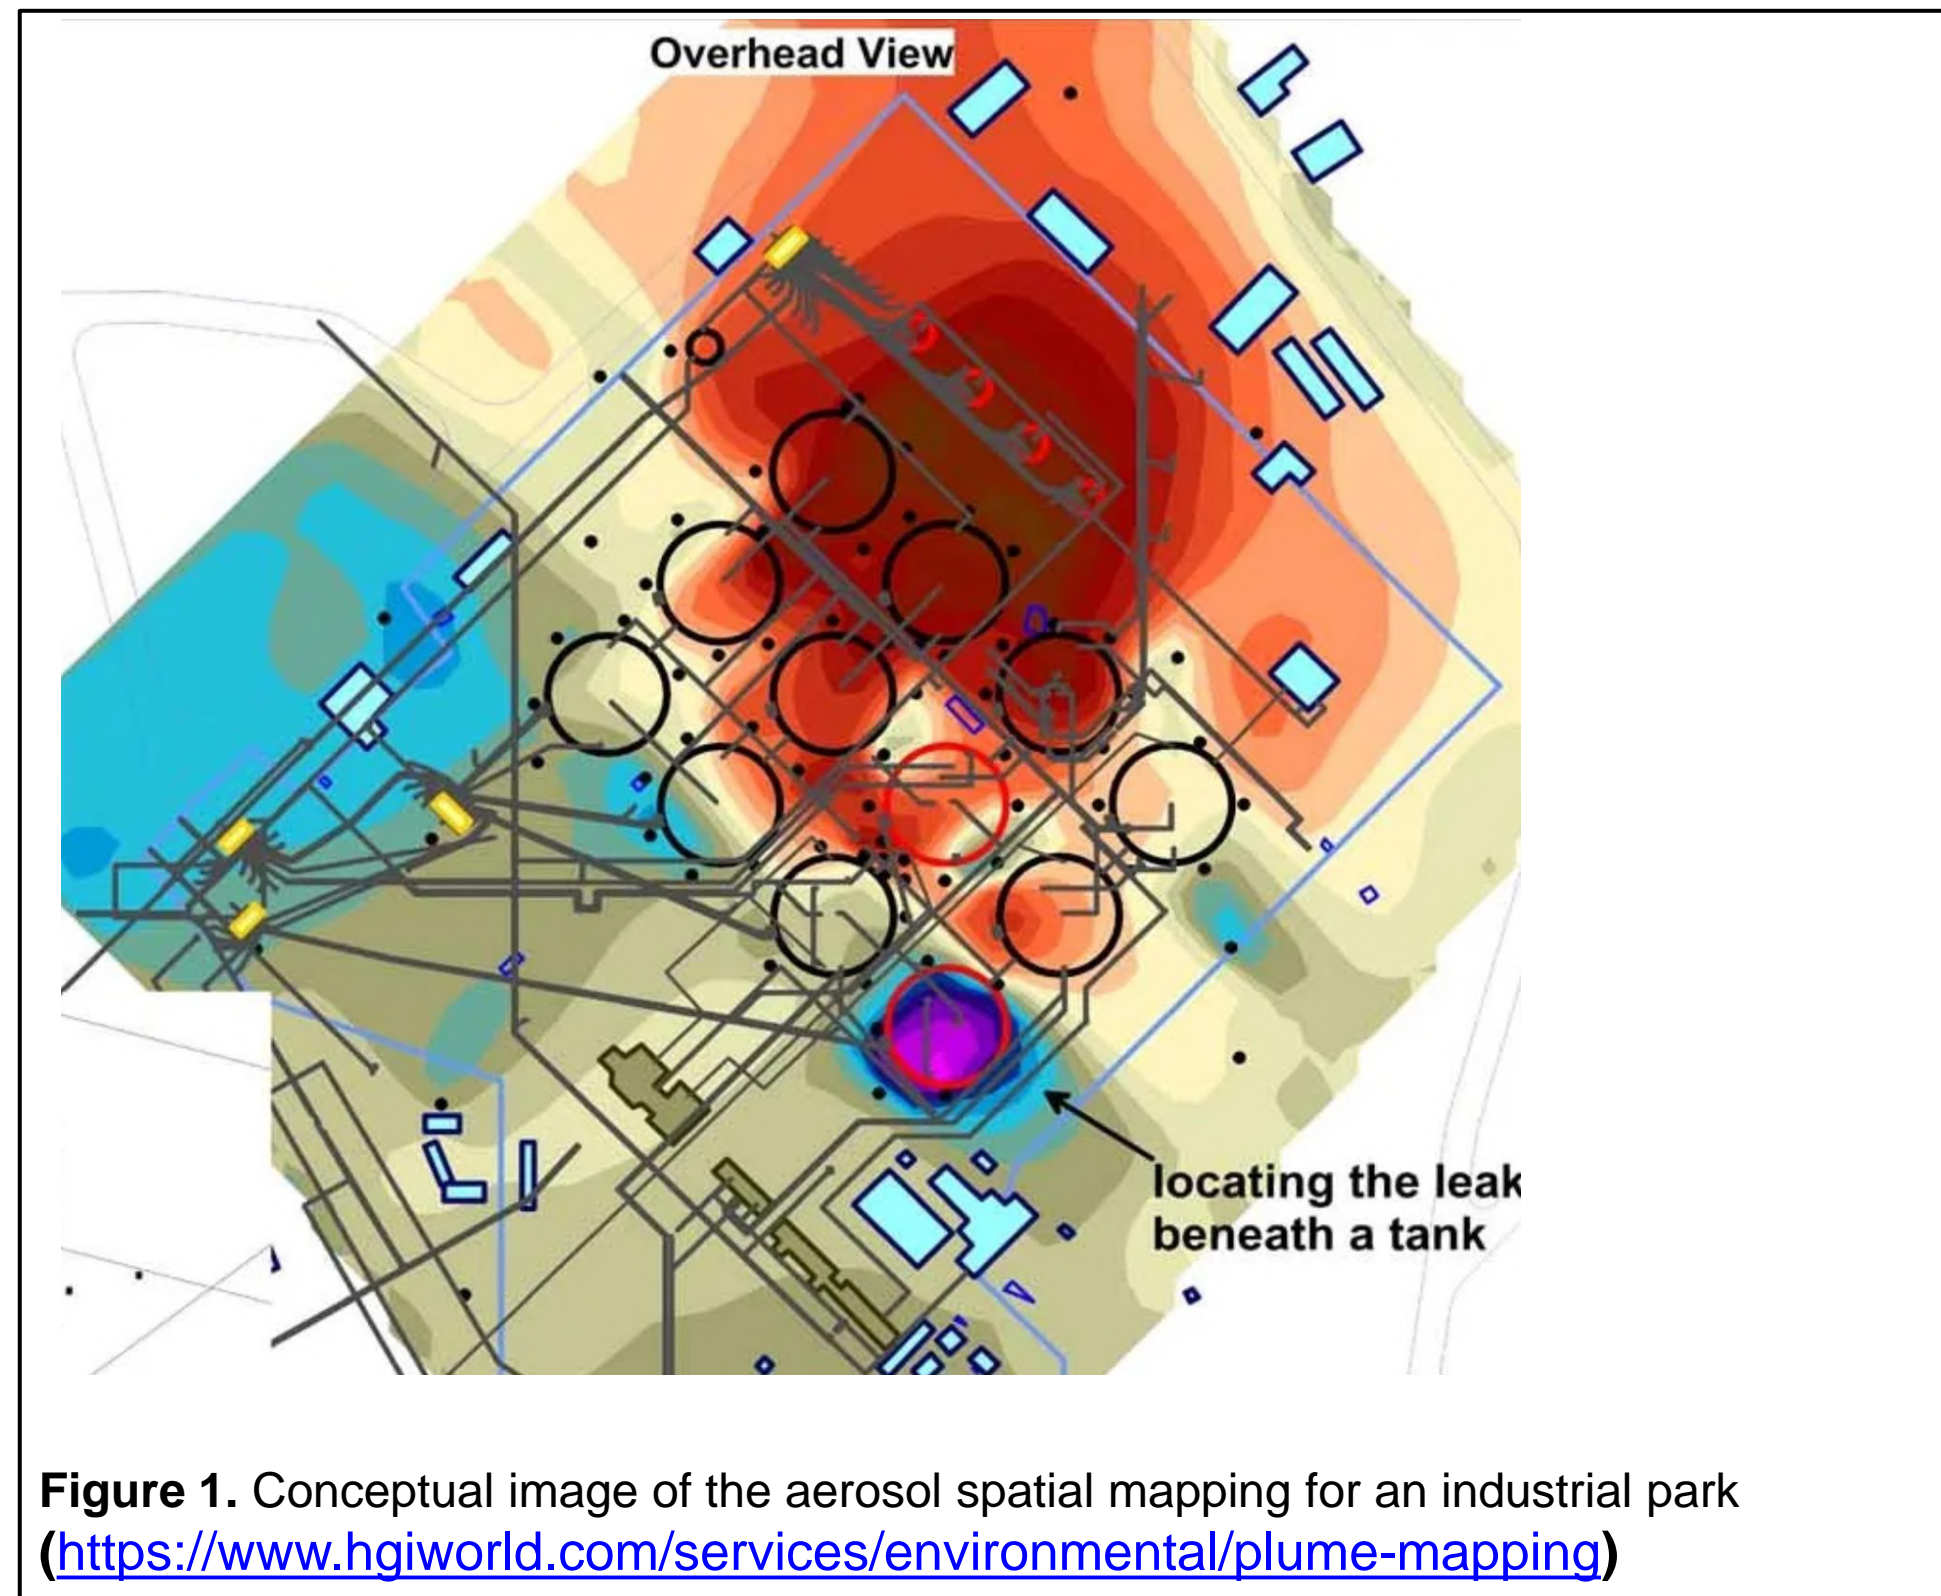 Overhead View
locating the leak
beneath a tank
Figure 1. Conceptual image of the aerosol spatial mapping for an industrial park
(https://www.hgiworld.com/services/environmental/plume-mapping)